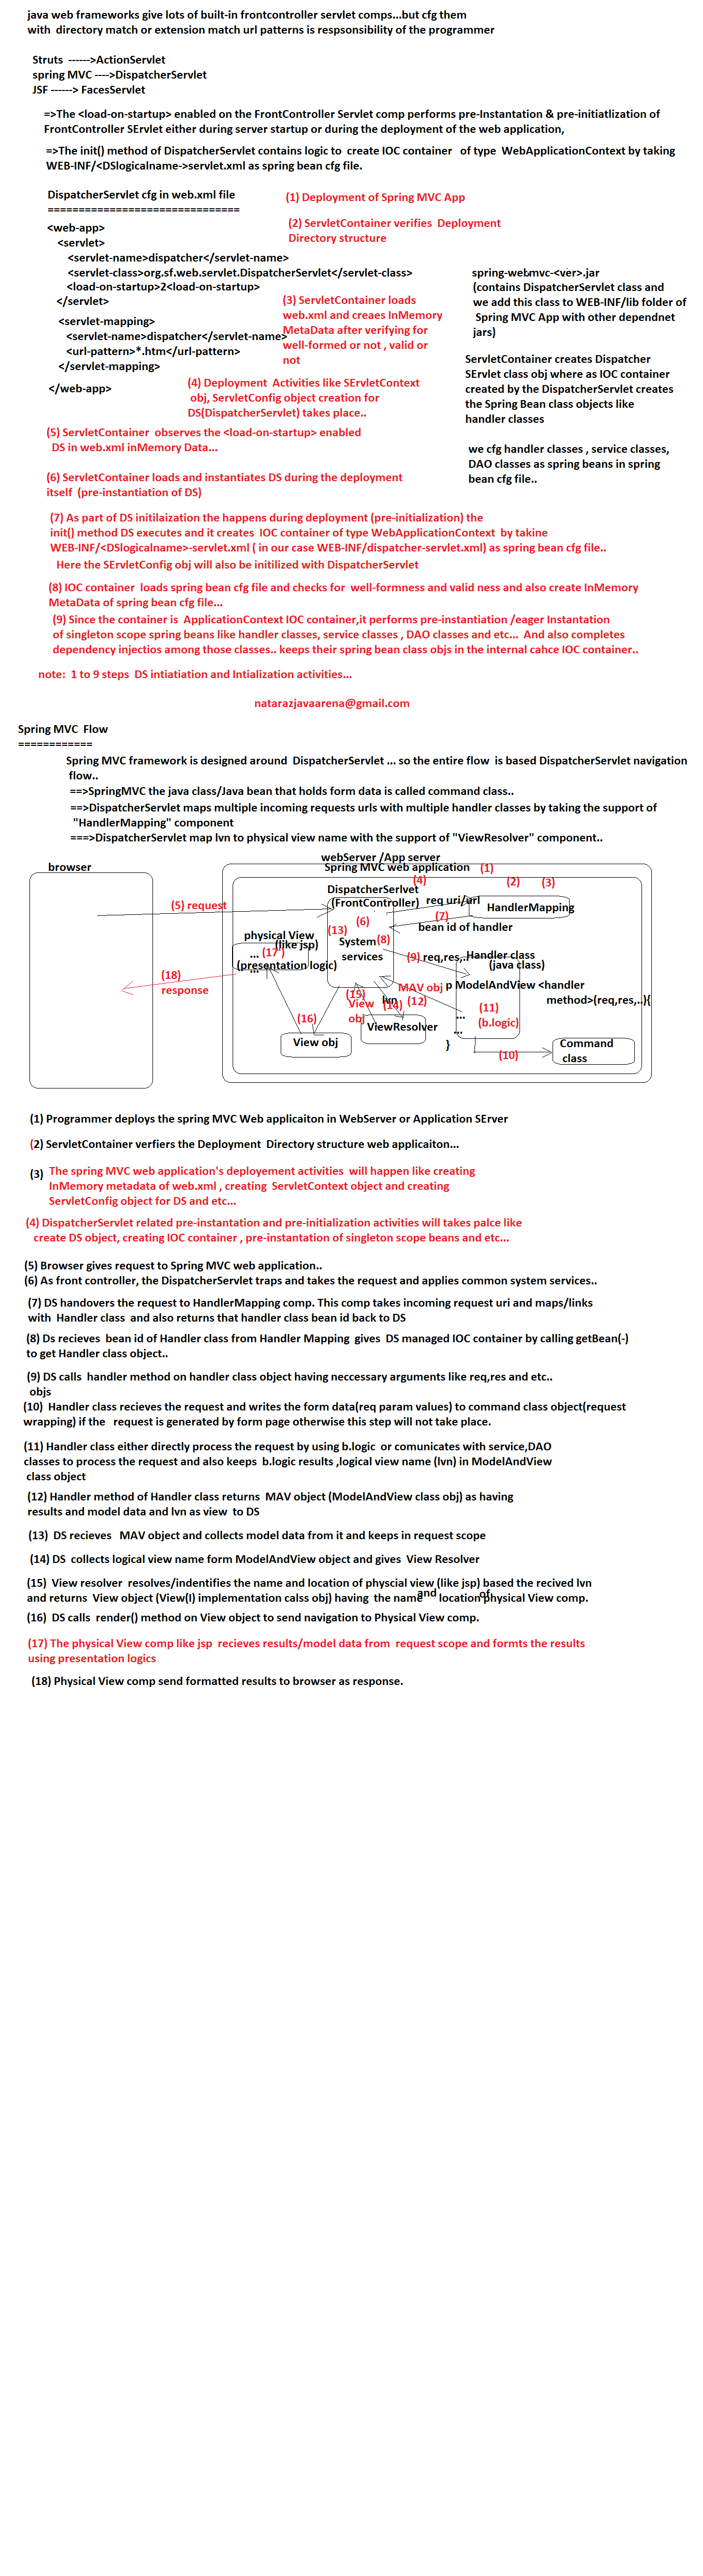 java web frameworks give lots of built-in frontcontroller servlet comps...but cfg them
with directory match or extension match url patterns is respsonsibility of the programmer
Struts ------>ActionServlet
spring MVC ---->DispatcherServlet
JSF ------> FacesServlet
=>The <load-on-startup> enabled on the FrontController Servlet comp performs pre-Instantation & pre-initiatlization of
FrontController SErvlet either during server startup or during the deployment of the web application,
=>The init() method of DispatcherServlet contains logic to create IOC container of type WebApplicationContext by taking
WEB-INF/<DSlogicalname->servlet.xml as spring bean cfg file.
DispatcherServlet cfg in web.xml file
===============================
(1) Deployment of Spring MVC App
(2) ServletContainer verifies Deployment
Directory structure
<web-app>
<servlet>
<servlet-name>dispatcher</servlet-name>
<servlet-class>org.sf.web.servlet.DispatcherServlet</servlet-class>
<load-on-startup>2<load-on-startup>
</servlet>
<servlet-mapping>
<servlet-name>dispatcher</servlet-name>
<url-pattern>*.htm</url-pattern>
</servlet-mapping>
</web-app>
(3) ServletContainer loads
web.xml and creaes InMemory
MetaData after verifying for
well-formed or not , valid or
not
spring-webmvc-<ver>.jar
(contains DispatcherServlet class and
we add this class to WEB-INF/lib folder of
Spring MVC App with other dependnet
jars)
ServletContainer creates Dispatcher
SErvlet class obj where as IOC container
created by the DispatcherServlet creates
the Spring Bean class objects like
handler classes
we cfg handler classes , service classes,
DAO classes as spring beans in spring
bean cfg file..
(4) Deployment Activities like SErvletContext
obj, ServletConfig object creation for
DS(DispatcherServlet) takes place..
(5) ServletContainer observes the <load-on-startup> enabled
DS in web.xml inMemory Data...
(6) ServletContainer loads and instantiates DS during the deployment
itself (pre-instantiation of DS)
(7) As part of DS initilaization the happens during deployment (pre-initialization) the
init() method DS executes and it creates IOC container of type WebApplicationContext by takine
WEB-INF/<DSlogicalname>-servlet.xml ( in our case WEB-INF/dispatcher-servlet.xml) as spring bean cfg file..
Here the SErvletConfig obj will also be initilized with DispatcherServlet
(8) IOC container loads spring bean cfg file and checks for well-formness and valid ness and also create InMemory
MetaData of spring bean cfg file...
(9) Since the container is ApplicationContext IOC container,it performs pre-instantiation /eager Instantation
of singleton scope spring beans like handler classes, service classes , DAO classes and etc... And also completes
dependency injectios among those classes.. keeps their spring bean class objs in the internal cahce IOC container..
note: 1 to 9 steps DS intiatiation and Intialization activities...
natarazjavaarena@gmail.com
Spring MVC Flow
============
Spring MVC framework is designed around DispatcherServlet ... so the entire flow is based DispatcherServlet navigation
flow..
==>SpringMVC the java class/Java bean that holds form data is called command class..
==>DispatcherServlet maps multiple incoming requests urls with multiple handler classes by taking the support of
"HandlerMapping" component
===>DispatcherServlet map lvn to physical view name with the support of "ViewResolver" component..
browser
webServer /App server
Spring MVC web application (1)
(4)
(2) (3)
DispatcherSerlvet
(FrontController)
req uri/url
HandlerMapping
(5) request
(6)
(7)
bean id of handler
(13)
System
services
(8)
physical View
(like jsp)
...
(17 )
(presentation logic)
...
(9) req,res,..
Handler class
(java class)
(18)
response
MAV obj
p ModelAndView <handler
method>(req,res,..){
(15)
View
obj
lvn
(14)
(12)
(11)
(b.logic)
...
...
}
(16)
View obj
ViewResolver
(10)
Command
class
(1) Programmer deploys the spring MVC Web applicaiton in WebServer or Application SErver
(2) ServletContainer verfiers the Deployment Directory structure web applicaiton...
(3) The spring MVC web application's deployement activities will happen like creating
InMemory metadata of web.xml , creating ServletContext object and creating
ServletConfig object for DS and etc...
(4) DispatcherServlet related pre-instantation and pre-initialization activities will takes palce like
create DS object, creating IOC container , pre-instantation of singleton scope beans and etc...
(5) Browser gives request to Spring MVC web application..
(6) As front controller, the DispatcherServlet traps and takes the request and applies common system services..
(7) DS handovers the request to HandlerMapping comp. This comp takes incoming request uri and maps/links
with Handler class and also returns that handler class bean id back to DS
(8) Ds recieves bean id of Handler class from Handler Mapping gives DS managed IOC container by calling getBean(-)
to get Handler class object..
(9) DS calls handler method on handler class object having neccessary arguments like req,res and etc..
objs
(10) Handler class recieves the request and writes the form data(req param values) to command class object(request
wrapping) if the request is generated by form page otherwise this step will not take place.
(11) Handler class either directly process the request by using b.logic or comunicates with service,DAO
classes to process the request and also keeps b.logic results ,logical view name (lvn) in ModelAndView
class object
(12) Handler method of Handler class returns MAV object (ModelAndView class obj) as having
results and model data and lvn as view to DS
(13) DS recieves MAV object and collects model data from it and keeps in request scope
(14) DS collects logical view name form ModelAndView object and gives View Resolver
(15) View resolver resolves/indentifies the name and location of physcial view (like jsp) based the recived lvn
and returns View object (View(I) implementation calss obj) having the name and location of physical View comp.
(16) DS calls render() method on View object to send navigation to Physical View comp.
(17) The physical View comp like jsp recieves results/model data from request scope and formts the results
using presentation logics
(18) Physical View comp send formatted results to browser as response.